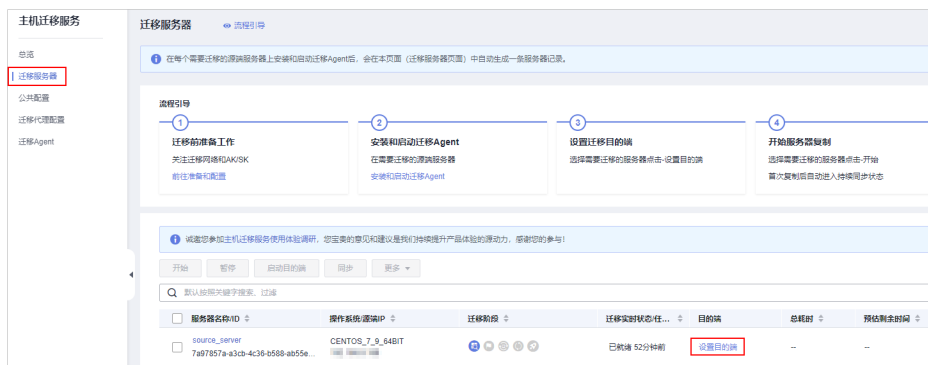 主机迁移服务
总览
迁移服务器
公共配置
迁移代理配置
迁移Agent
迁移服务器 流程引导
在每个需要迁移的源端服务器上安装和启动迁移Agent后，会在本页面（迁移服务器页面）中自动生成一条服务器记录。
流程引导
1 2 3 4
迁移前准备工作 安装和启动迁移Agent 设置迁移目的端 开始服务器复制
关注迁移网络和AK/SK 在需要迁移的源端服务器 选择需要迁移的服务器点击-设置目的端 选择需要迁移的服务器点击-开始
前往准备和配置 安装和启动迁移Agent 首次复制后自动进入持续同步状态
诚邀您参加主机迁移服务使用体验调研，您宝贵的意见和建议是我们持续提升产品体验的源动力，感谢您的参与！
开始 暂停 启动目的端 同步 更多
默认按照关键字搜索、过滤
服务器名称/ID 操作系统/源端IP 迁移阶段 迁移实时状态/任... 目的端 总耗时 预估剩余时间
source_server CENTOS_7_9_64BIT 已就绪 52分钟前 设置目的端 -- --
7a97857a-a3cb-4c36-b588-ab55e...